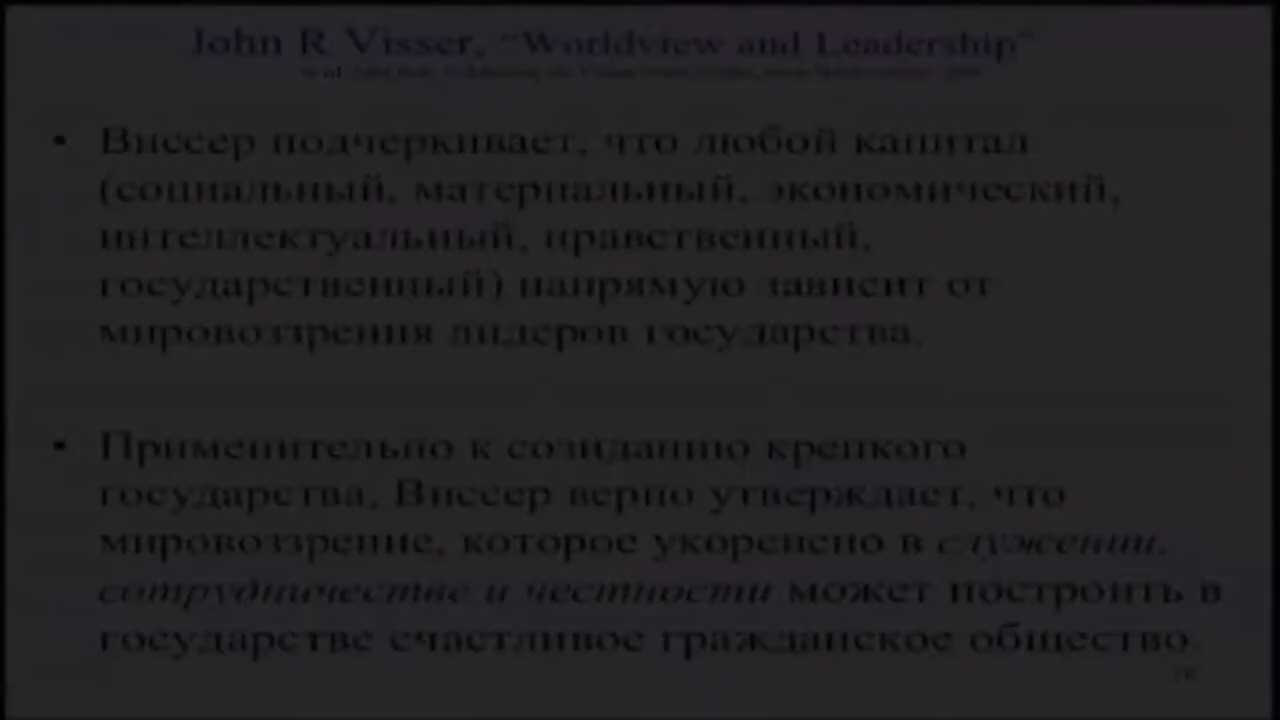 John R Visser, “Worldview and Leadership”
• Виссер подчеркивает, что любой капитал
(социальный, материальный, экономический,
интеллектуальный, нравственный,
государственный) напрямую зависит от
мировоззрения лидеров государства.
• Применительно к созиданию крепкого
государства, Виссер верно утверждает, что
мировоззрение, которое укоренено в служении,
сотрудничестве и честности может построить в
государстве счастливое гражданское общество.